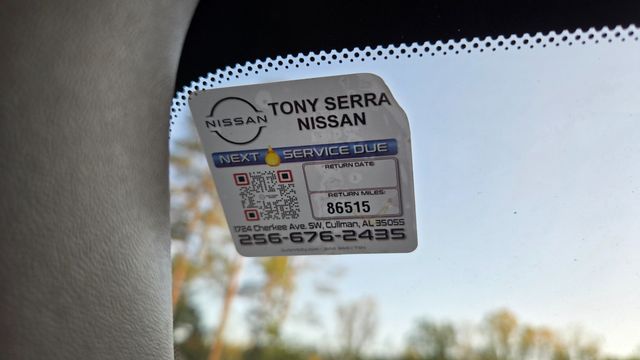 NISSAN
TONY SERRA
NISSAN
NEXT SERVICE DUE
RETURN DATE:
RETURN MILES:
86515
1724 Cherkee Ave. SW, Cullman, AL 35055
256-676-2435